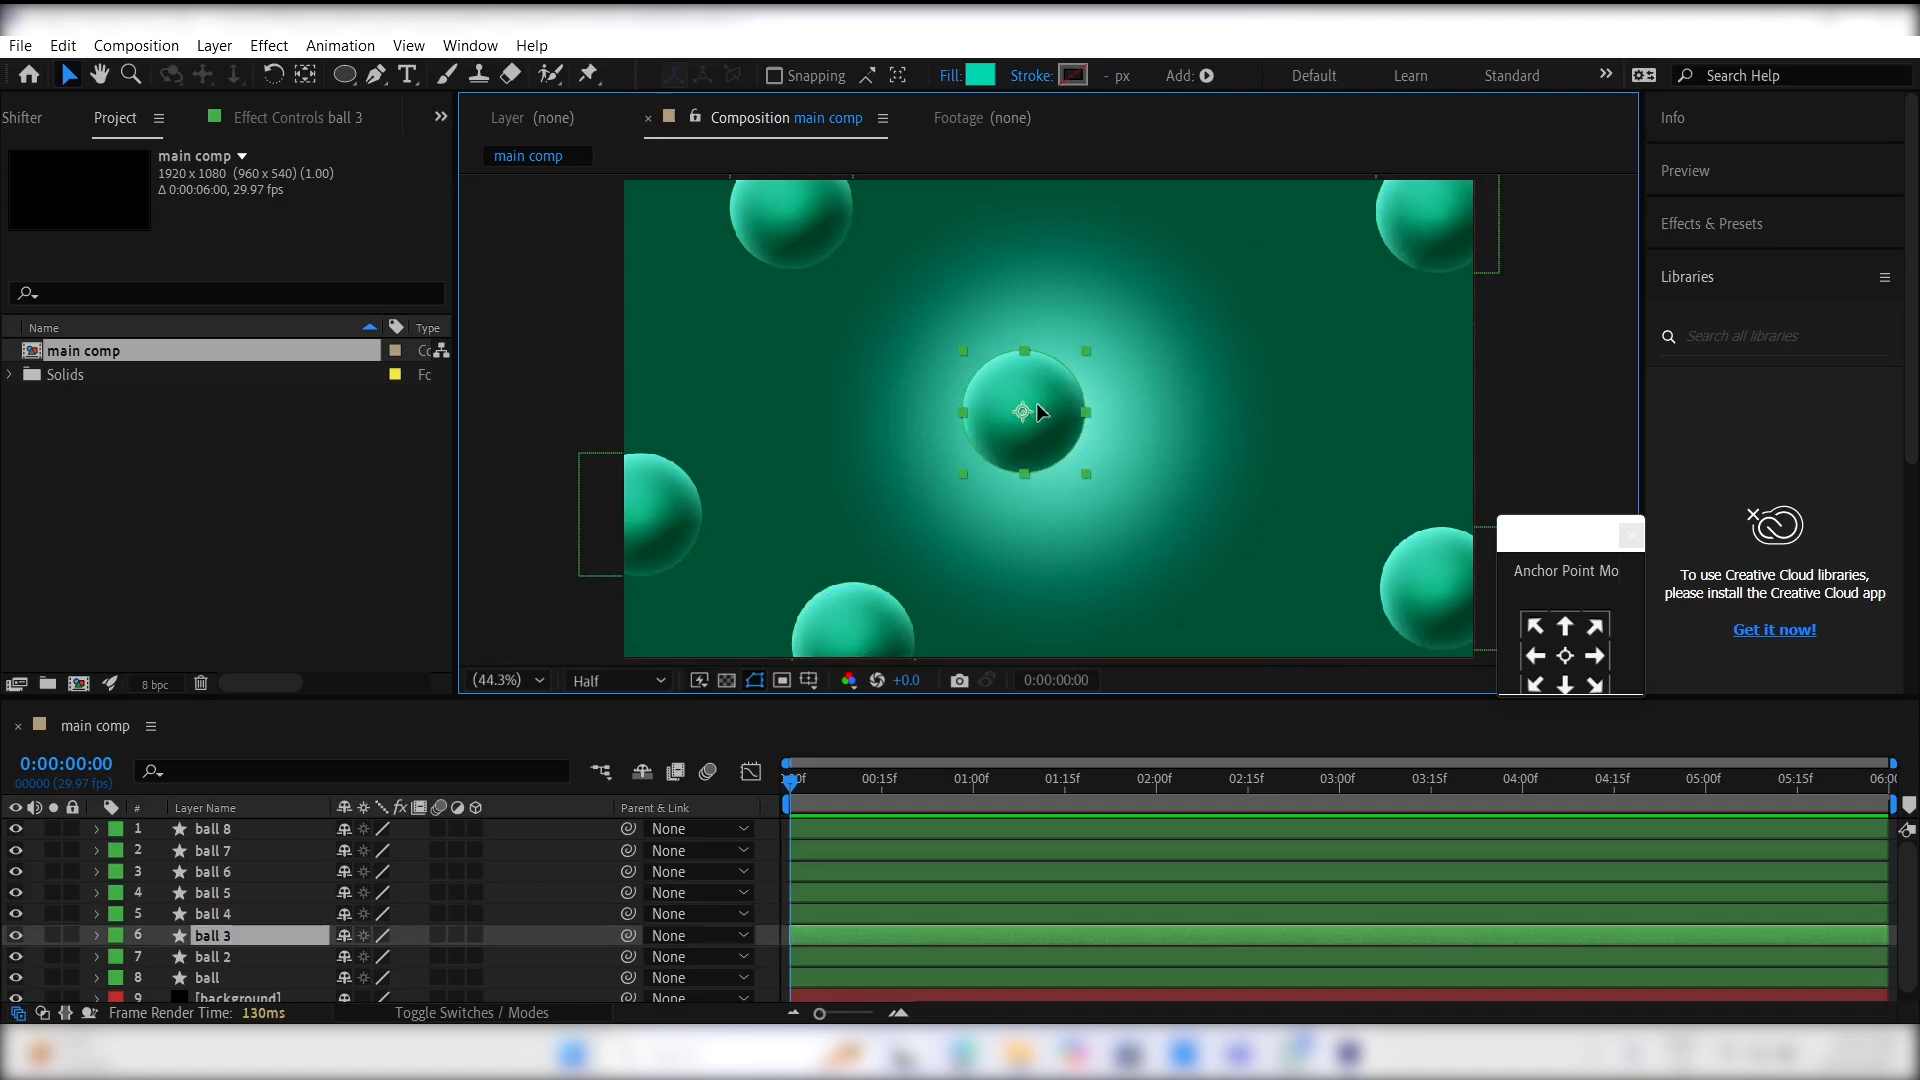 File Edit Composition Layer Effect Animation View Window Help
Snapping Fill: Stroke: - px Add: Default Learn Standard Search Help
Shifter Project Effect Controls ball 3
main comp
1920 x 1080 (960 x 540) (1.00)
Δ 0:00:06:00, 29.97 fps
Name Type
main comp Cc
Solids Fc
8 bpc
Layer (none) Composition main comp Footage (none)
main comp
(44.3%) Half +0.0 0:00:00:00
Info
Preview
Effects & Presets
Libraries
Search all libraries
To use Creative Cloud libraries,
please install the Creative Cloud app
Get it now!
Anchor Point Mo
main comp
0:00:00:00
00000 (29.97 fps)
:00f 00:15f 01:00f 01:15f 02:00f 02:15f 03:00f 03:15f 04:00f 04:15f 05:00f 05:15f 06:00
# Layer Name Parent & Link
1 ball 8 None
2 ball 7 None
3 ball 6 None
4 ball 5 None
5 ball 4 None
6 ball 3 None
7 ball 2 None
8 ball None
9 [background] None
Frame Render Time: 130ms Toggle Switches / Modes